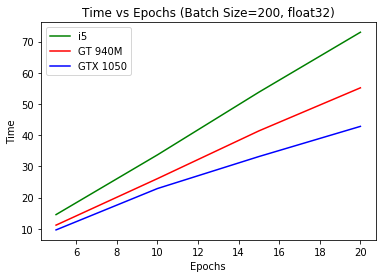 Time vs Epochs (Batch Size=200, float32)
i5
GT 940M
GTX 1050
70
60
50
40
30
20
10
Time
6 8 10 12 14 16 18 20
Epochs